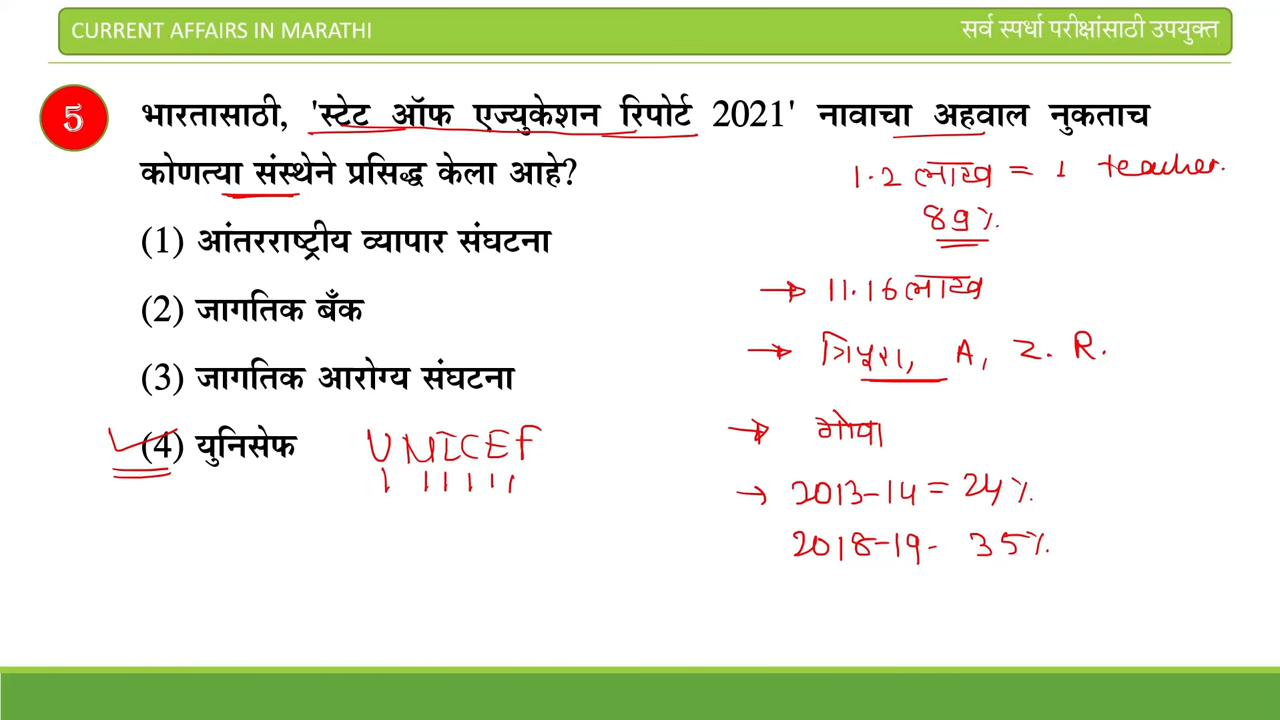 CURRENT AFFAIRS IN MARATHI
सर्व स्पर्धा परीक्षांसाठी उपयुक्त
5
भारतासाठी, 'स्टेट ऑफ एज्युकेशन रिपोर्ट 2021' नावाचा अहवाल नुकताच
कोणत्या संस्थेने प्रसिद्ध केला आहे?
1.2 लाख = 1 teacher.
89%
(1) आंतरराष्ट्रीय व्यापार संघटना
11.16 लाख
(2) जागतिक बँक
त्रिपूरा, A, Z. R.
(3) जागतिक आरोग्य संघटना
गोवा
(4) युनिसेफ UNICEF
2013-14 = 24%
2018-19- 35%